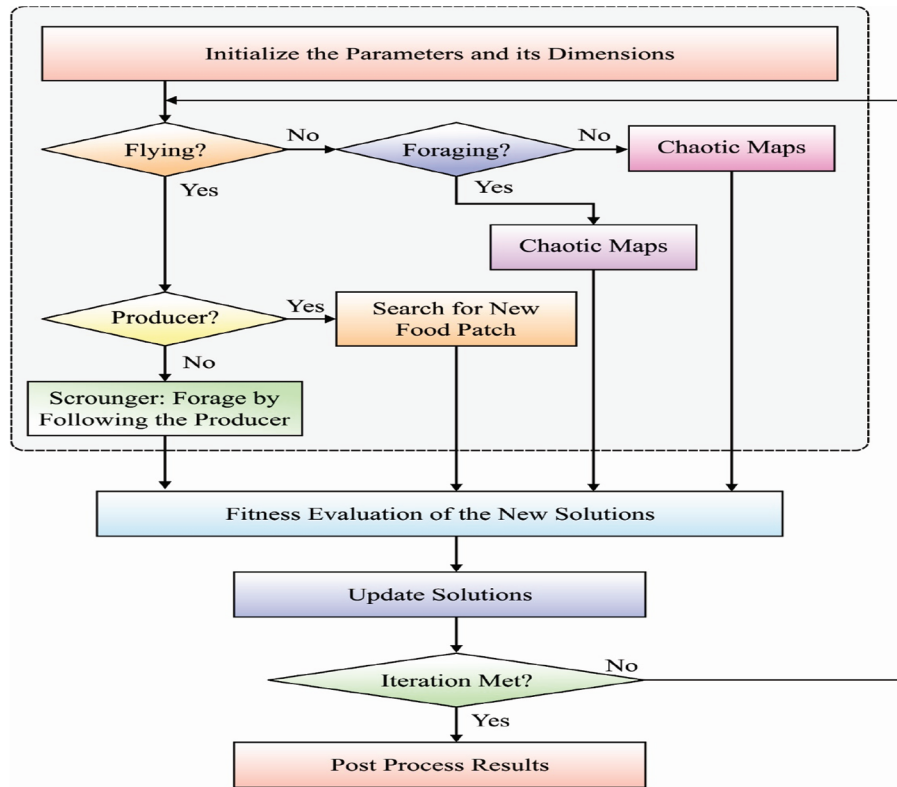 Initialize the Parameters and its Dimensions
Flying?
No
Foraging?
No
Chaotic Maps
Yes
Yes
Chaotic Maps
Producer?
Yes
Search for New
Food Patch
No
Scrounger: Forage by
Following the Producer
Fitness Evaluation of the New Solutions
Update Solutions
Iteration Met?
No
Yes
Post Process Results